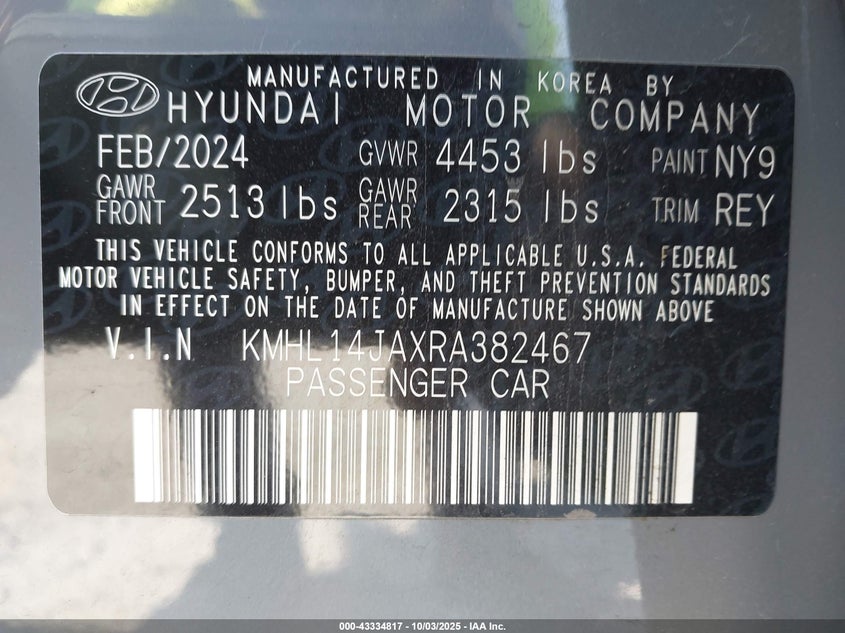 MANUFACTURED IN KOREA BY
HYUNDAI MOTOR COMPANY
FEB/2024 GVWR 4453 lbs PAINT NY9
GAWR FRONT 2513 lbs GAWR REAR 2315 lbs TRIM REY
THIS VEHICLE CONFORMS TO ALL APPLICABLE U.S.A. FEDERAL
MOTOR VEHICLE SAFETY, BUMPER, AND THEFT PREVENTION STANDARDS
IN EFFECT ON THE DATE OF MANUFACTURE SHOWN ABOVE
V.I.N KMHL14JAXRA382467
PASSENGER CAR
000-43334817 - 10/03/2025 - IAA Inc.